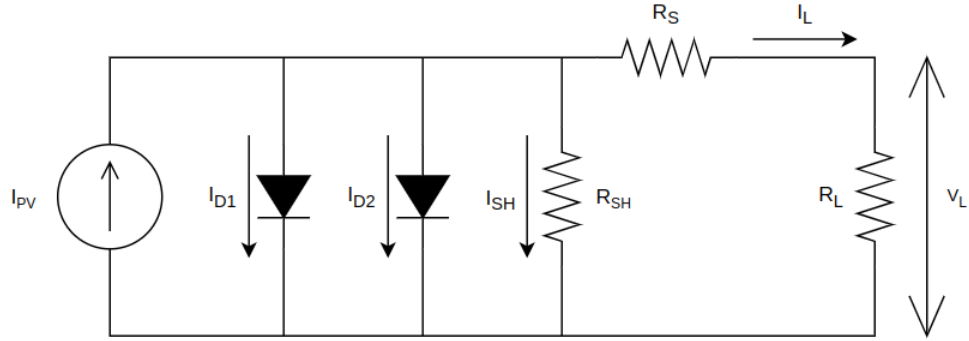 R_S
I_L
I_PV
I_D1
I_D2
I_SH
R_SH
R_L
V_L